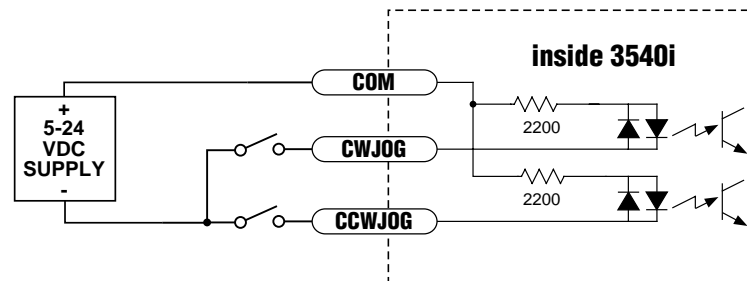 inside 3540i
COM
+
5-24
VDC
SUPPLY
-
2200
CWJOG
2200
CCWJOG